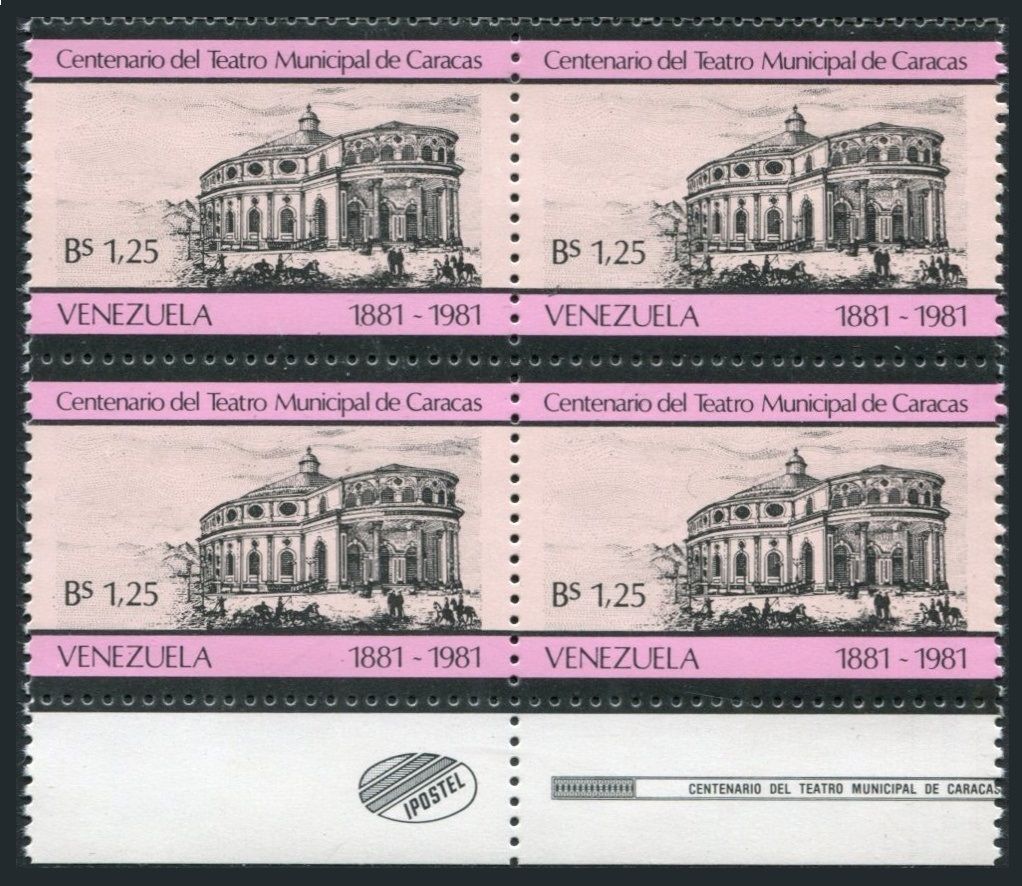 Centenario del Teatro Municipal de Caracas
Centenario del Teatro Municipal de Caracas
Bs 1,25
Bs 1,25
VENEZUELA 1881 ~ 1981
VENEZUELA 1881 ~ 1981
Centenario del Teatro Municipal de Caracas
Centenario del Teatro Municipal de Caracas
Bs 1,25
Bs 1,25
VENEZUELA 1881 ~ 1981
VENEZUELA 1881 ~ 1981
IPOSTEL
CENTENARIO DEL TEATRO MUNICIPAL DE CARACAS